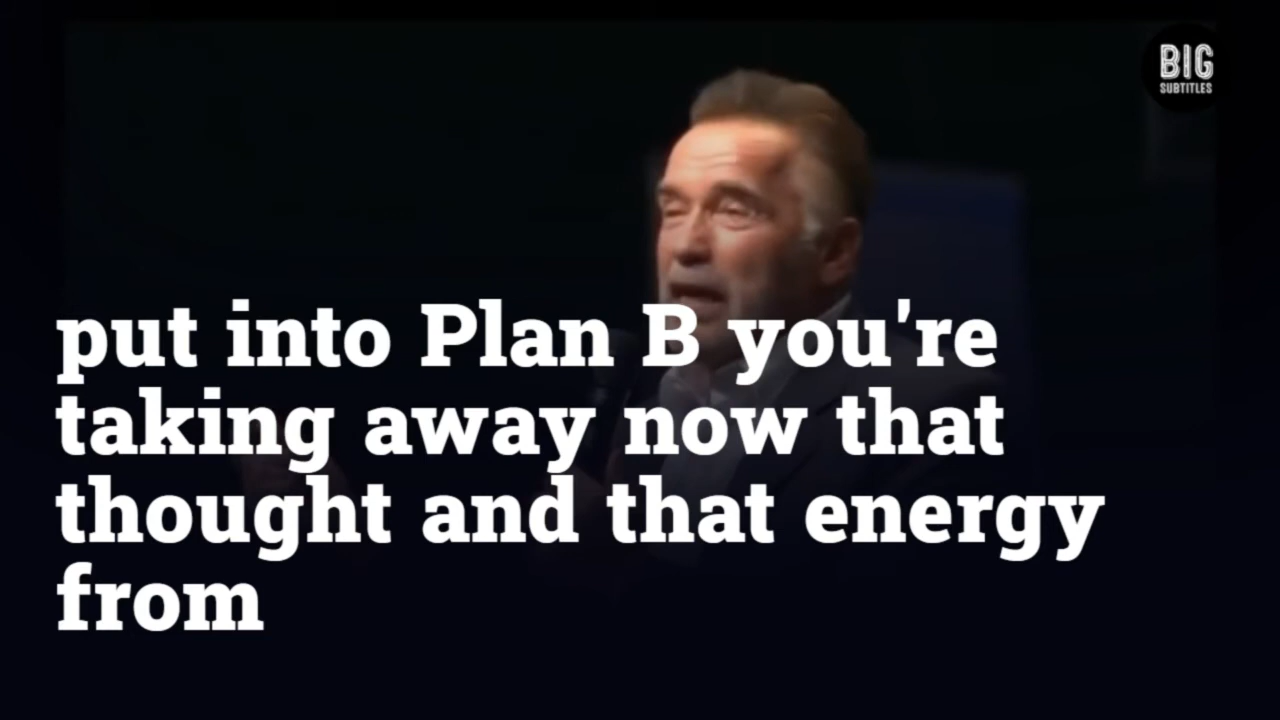 BIG
SUBTITLES
put into Plan B you're
taking away now that
thought and that energy
from